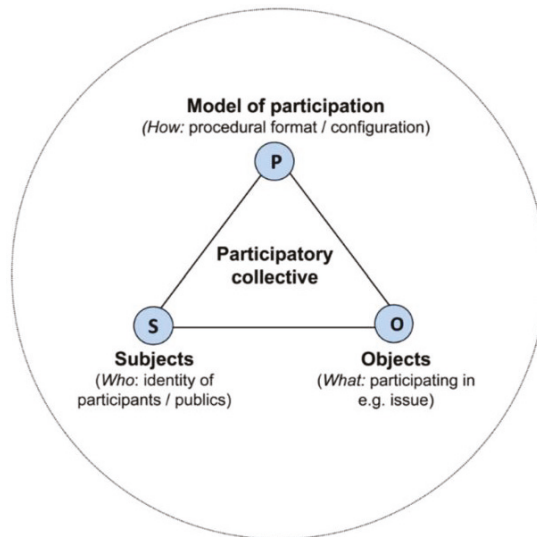 Model of participation
(How: procedural format / configuration)
P
Participatory
collective
S
O
Subjects
(Who: identity of
participants / publics)
Objects
(What: participating in
e.g. issue)